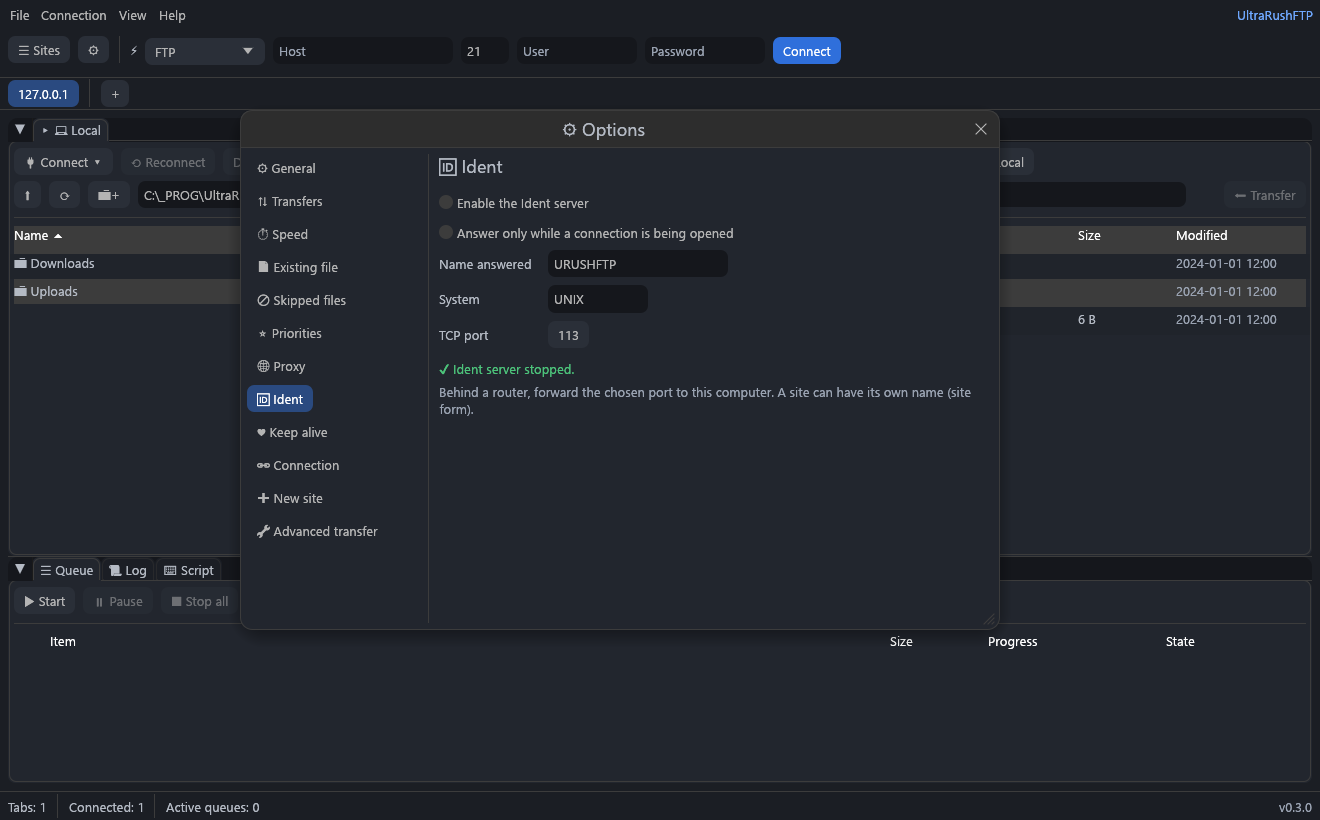 File Connection View Help UltraRushFTP
Sites FTP Host 21 User Password Connect
127.0.0.1 +
Local
Options
Connect Reconnect
General
Transfers
Speed
Existing file
Skipped files
Priorities
Proxy
Ident
Keep alive
Connection
New site
Advanced transfer
Ident
Enable the Ident server
Answer only while a connection is being opened
Name answered URUSHFTP
System UNIX
TCP port 113
✓ Ident server stopped.
Behind a router, forward the chosen port to this computer. A site can have its own name (site
form).
C:\_PROG\UltraR
Transfer
Name Size Modified
Downloads 2024-01-01 12:00
Uploads 2024-01-01 12:00
6 B 2024-01-01 12:00
Queue Log Script
Start Pause Stop all
Item Size Progress State
Tabs: 1 Connected: 1 Active queues: 0 v0.3.0